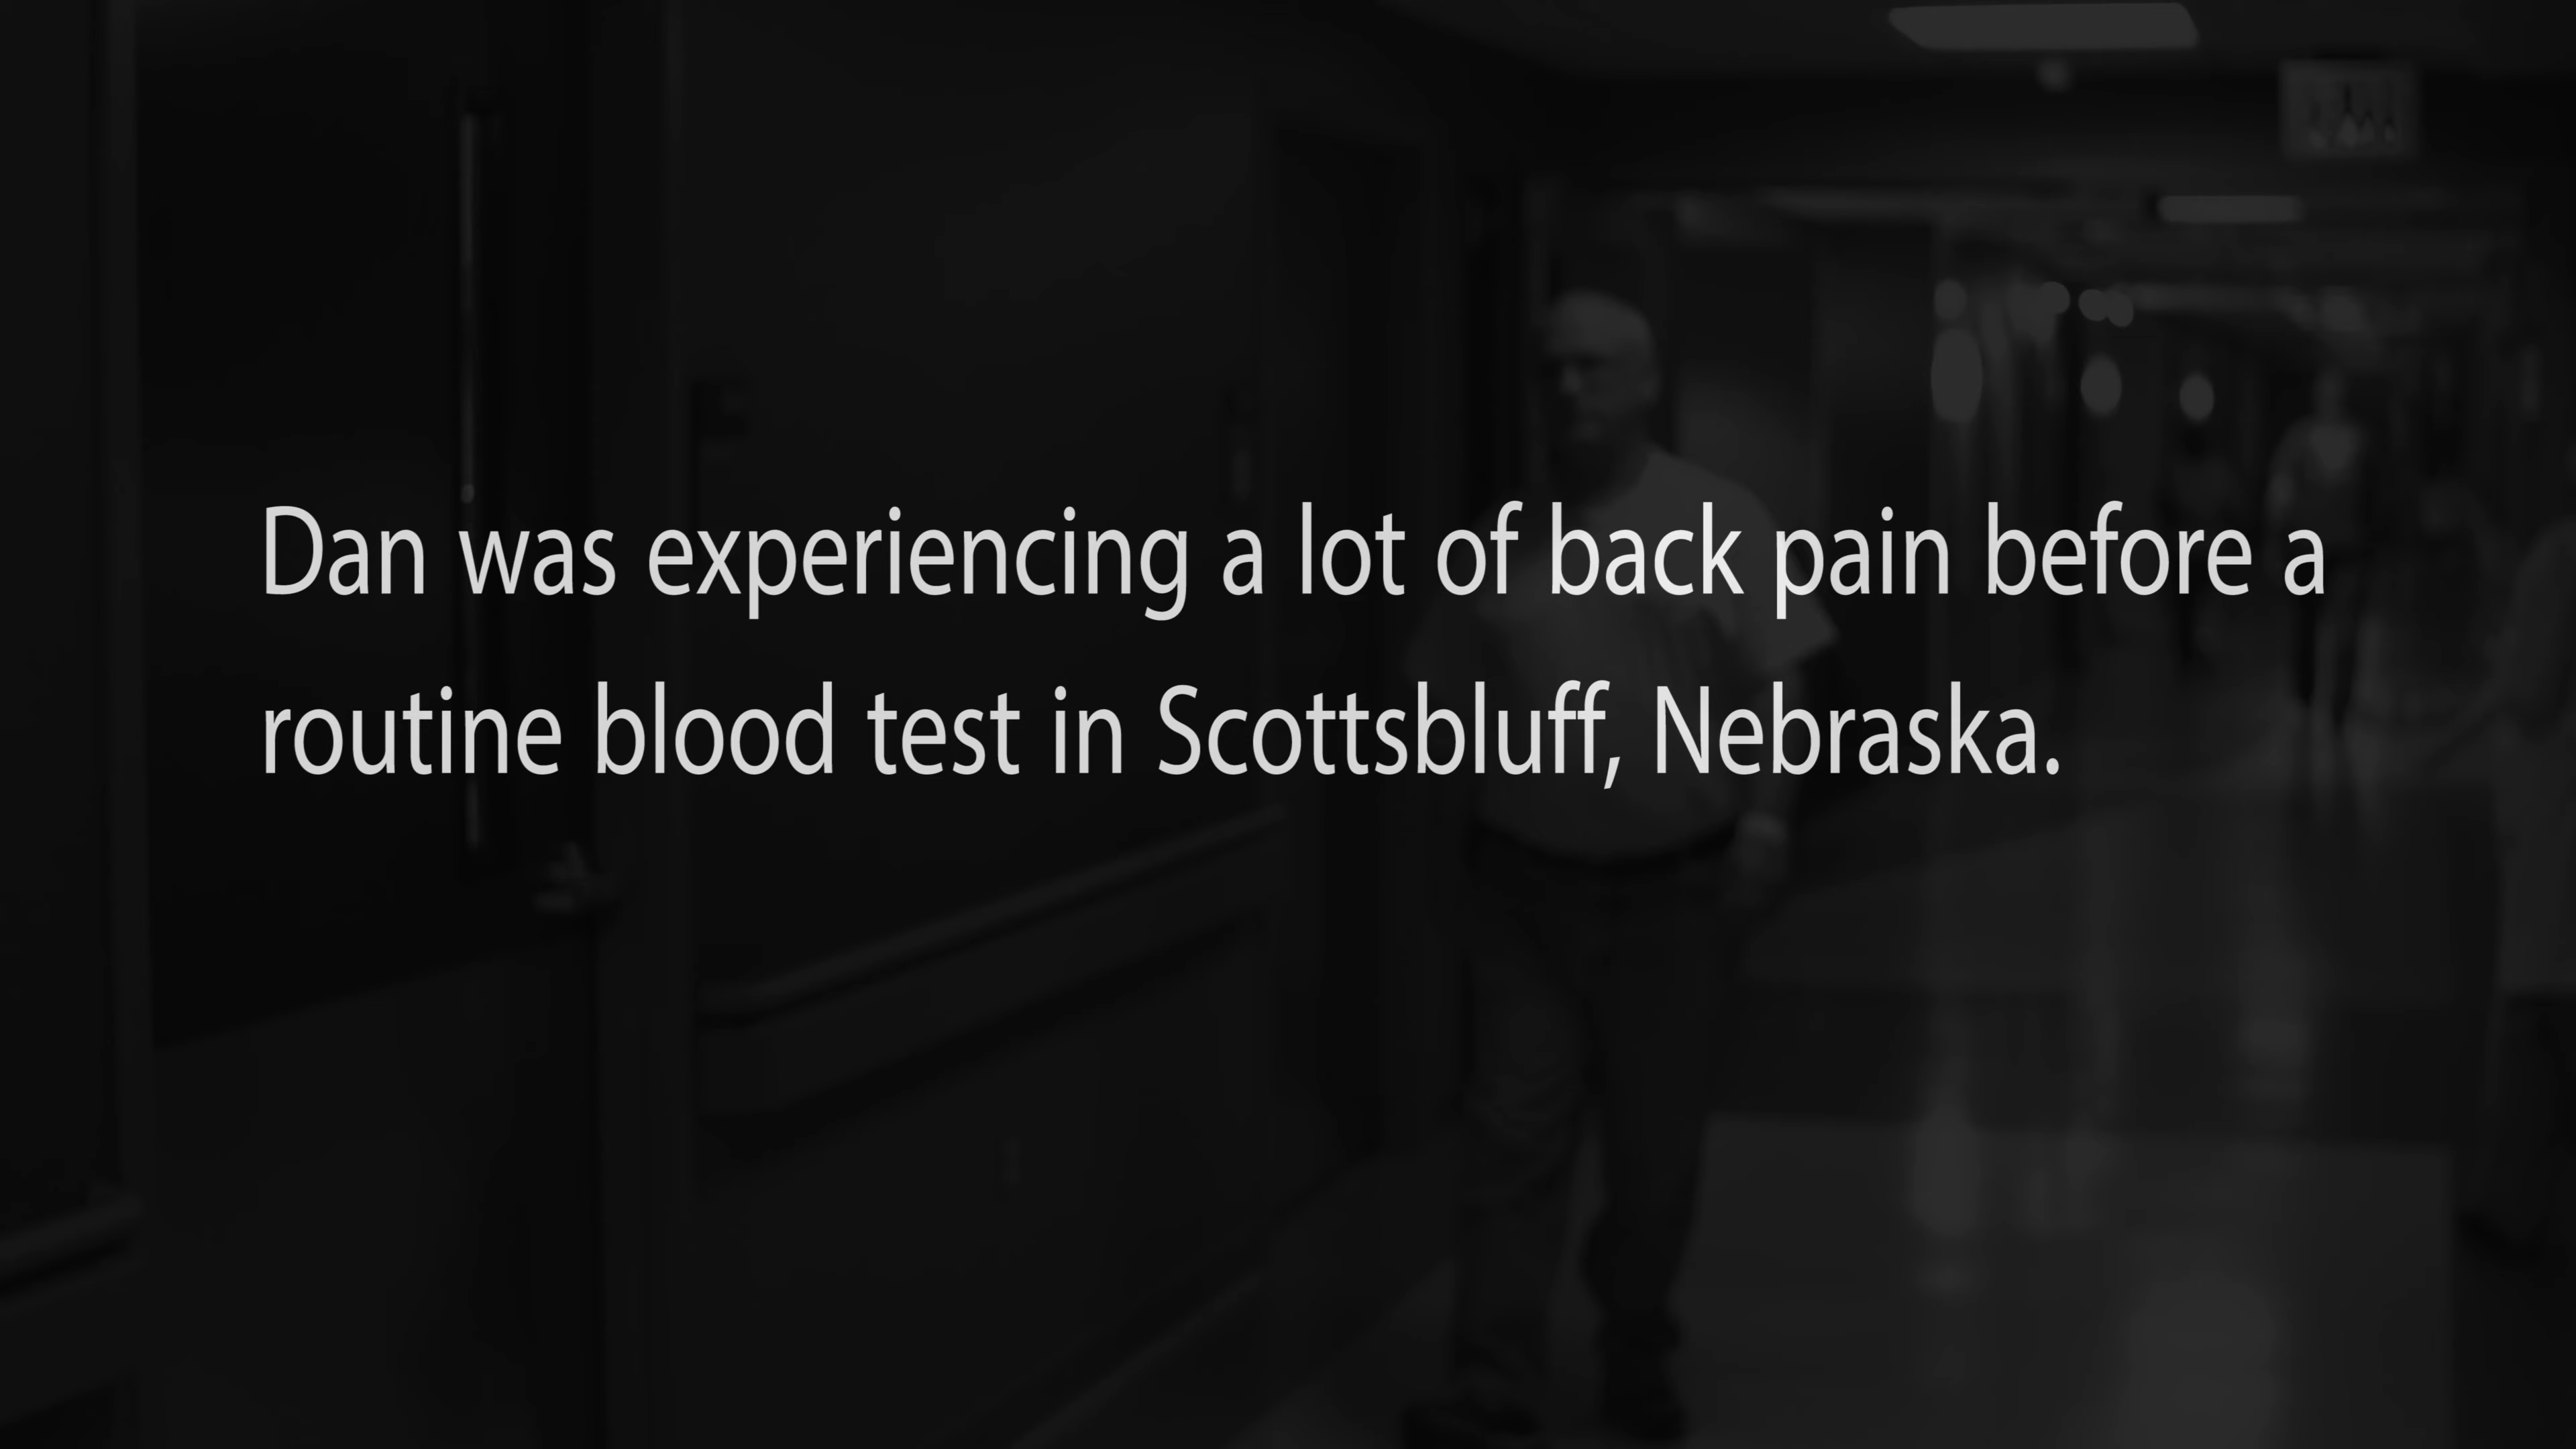 Dan was experiencing a lot of back pain before a
routine blood test in Scottsbluff, Nebraska.